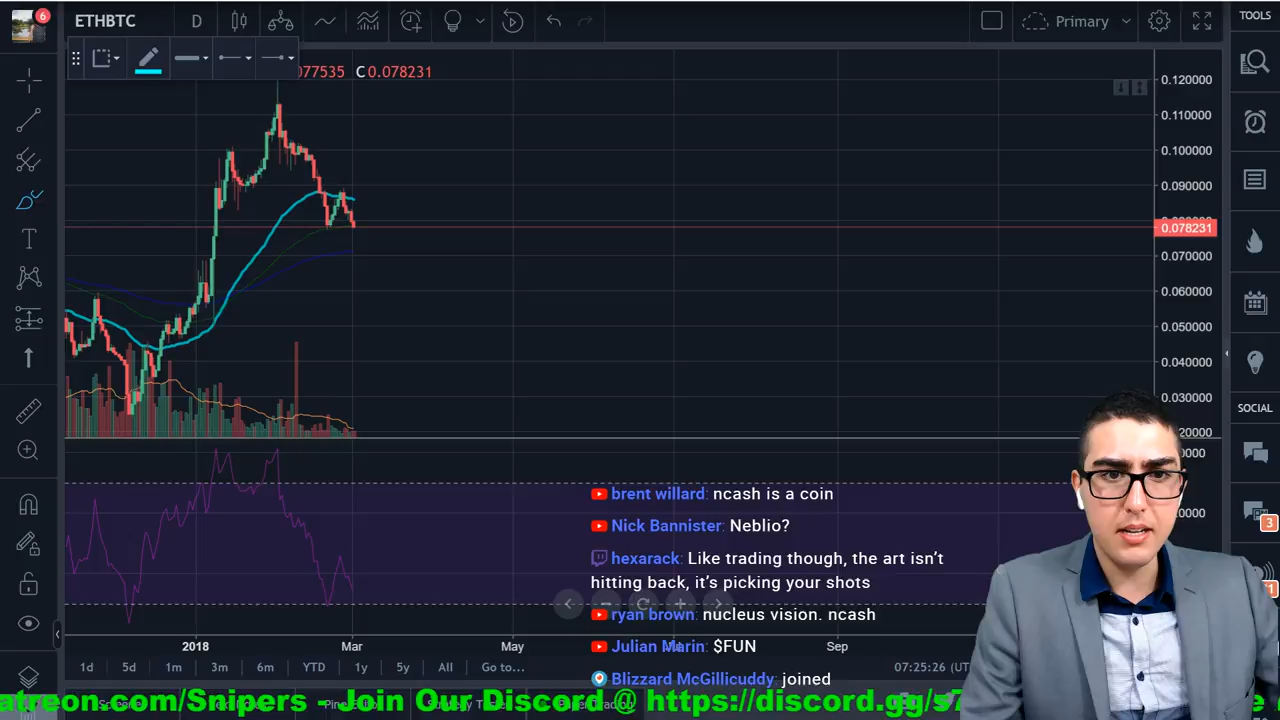 6
ETHBTC
D
Primary
TOOLS
077535 C0.078231
0.120000
0.110000
0.100000
0.090000
0.078231
0.070000
0.060000
0.050000
0.040000
0.030000
SOCIAL
brent willard: ncash is a coin
Nick Bannister: Neblio?
3
hexarack: Like trading though, the art isn't
hitting back, it's picking your shots
ryan brown: nucleus vision. ncash
2018 Mar May Sep
Julian Marin: $FUN
1d 5d 1m 3m 6m YTD 1y 5y All Go to... 07:25:26
Blizzard McGillicuddy joined
atreon.com/Snipers - Join Our Discord @ https://discord.gg/s7